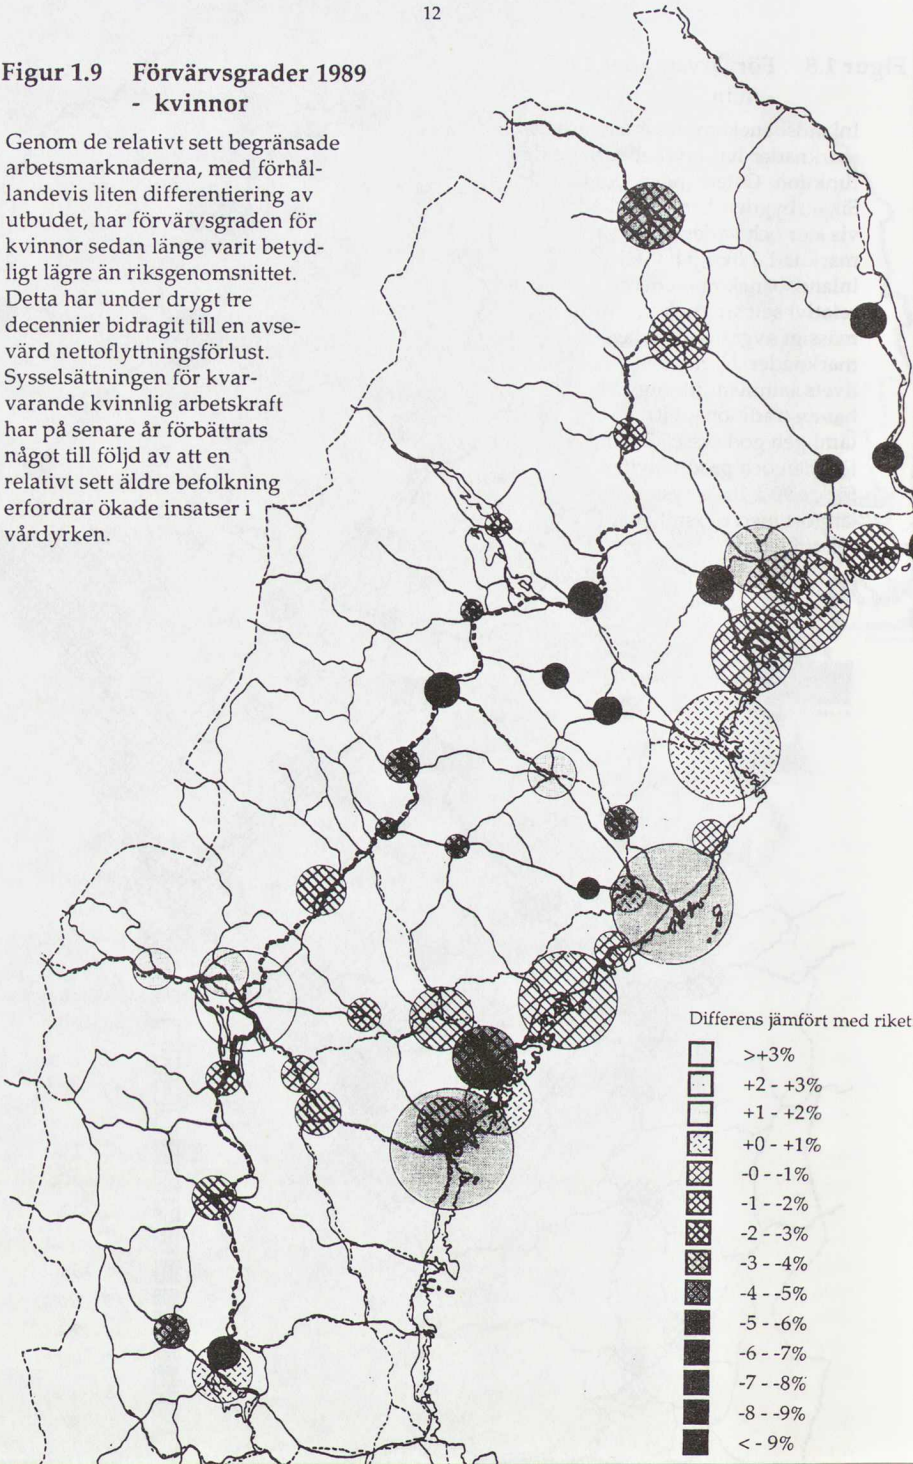 12
Figur 1.9 Förvärvsgrader 1989
- kvinnor
Genom de relativt sett begränsade
arbetsmarknaderna, med förhål-
landevis liten differentiering av
utbudet, har förvärvsgraden för
kvinnor sedan länge varit betyd-
ligt lägre än riksgenomsnittet.
Detta har under drygt tre
decennier bidragit till en avse-
värd nettoflyttningsförlust.
Sysselsättningen för kvar-
varande kvinnlig arbetskraft
har på senare år förbättrats
något till följd av att en
relativt sett äldre befolkning
erfordrar ökade insatser i
vårdyrken.
Differens jämfört med riket
>+3%
+2 - +3%
+1 - +2%
+0 - +1%
-0 - -1%
-1 - -2%
-2 - -3%
-3 - -4%
-4 - -5%
-5 - -6%
-6 - -7%
-7 - -8%
-8 - -9%
< - 9%